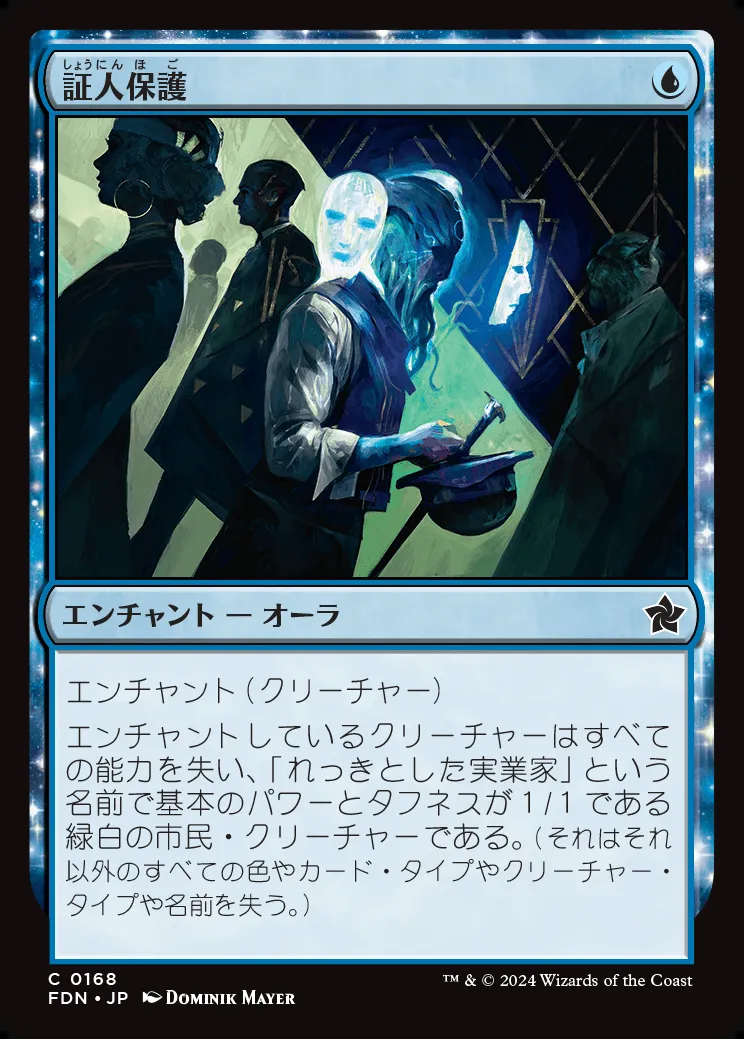 しょうにんほご
証人保護
エンチャント — オーラ
エンチャント(クリーチャー)
エンチャントしているクリーチャーはすべて
の能力を失い、「れっきとした実業家」という
名前で基本のパワーとタフネスが1/1である
緑白の市民・クリーチャーである。(それはそれ
以外のすべての色やカード・タイプやクリーチャー・
タイプや名前を失う。)
C 0168
FDN • JP DOMINIK MAYER
™ & © 2024 Wizards of the Coast